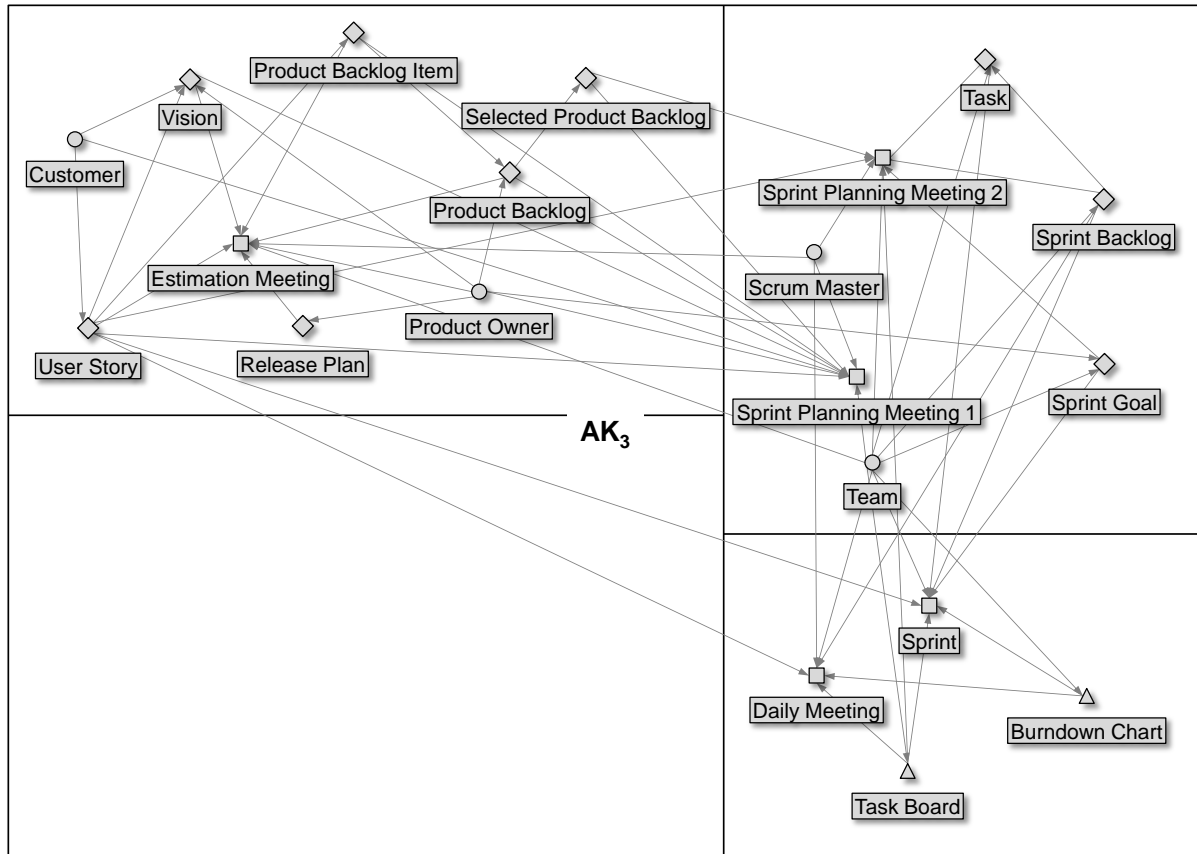 Product Backlog Item
Task
Vision
Selected Product Backlog
Customer
Sprint Planning Meeting 2
Product Backlog
Sprint Backlog
Estimation Meeting
Scrum Master
Product Owner
User Story
Release Plan
Sprint Goal
Sprint Planning Meeting 1
AK₃
Team
Sprint
Daily Meeting
Burndown Chart
Task Board